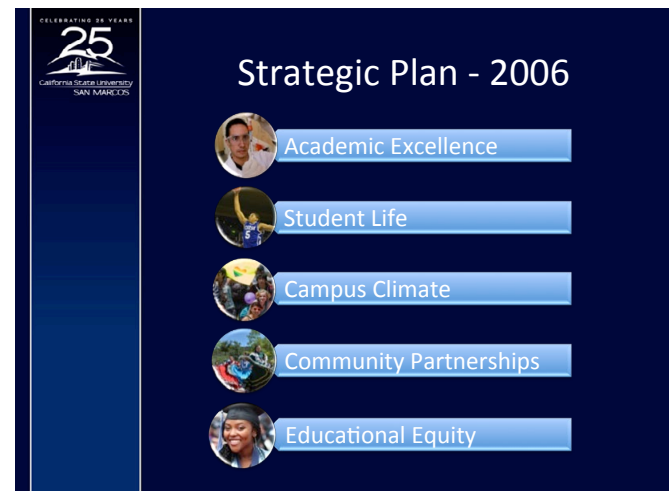 CELEBRATING 25 YEARS
25
California State University
SAN MARCOS
Strategic Plan - 2006
Academic Excellence
Student Life
5
Campus Climate
Community Partnerships
Educational Equity